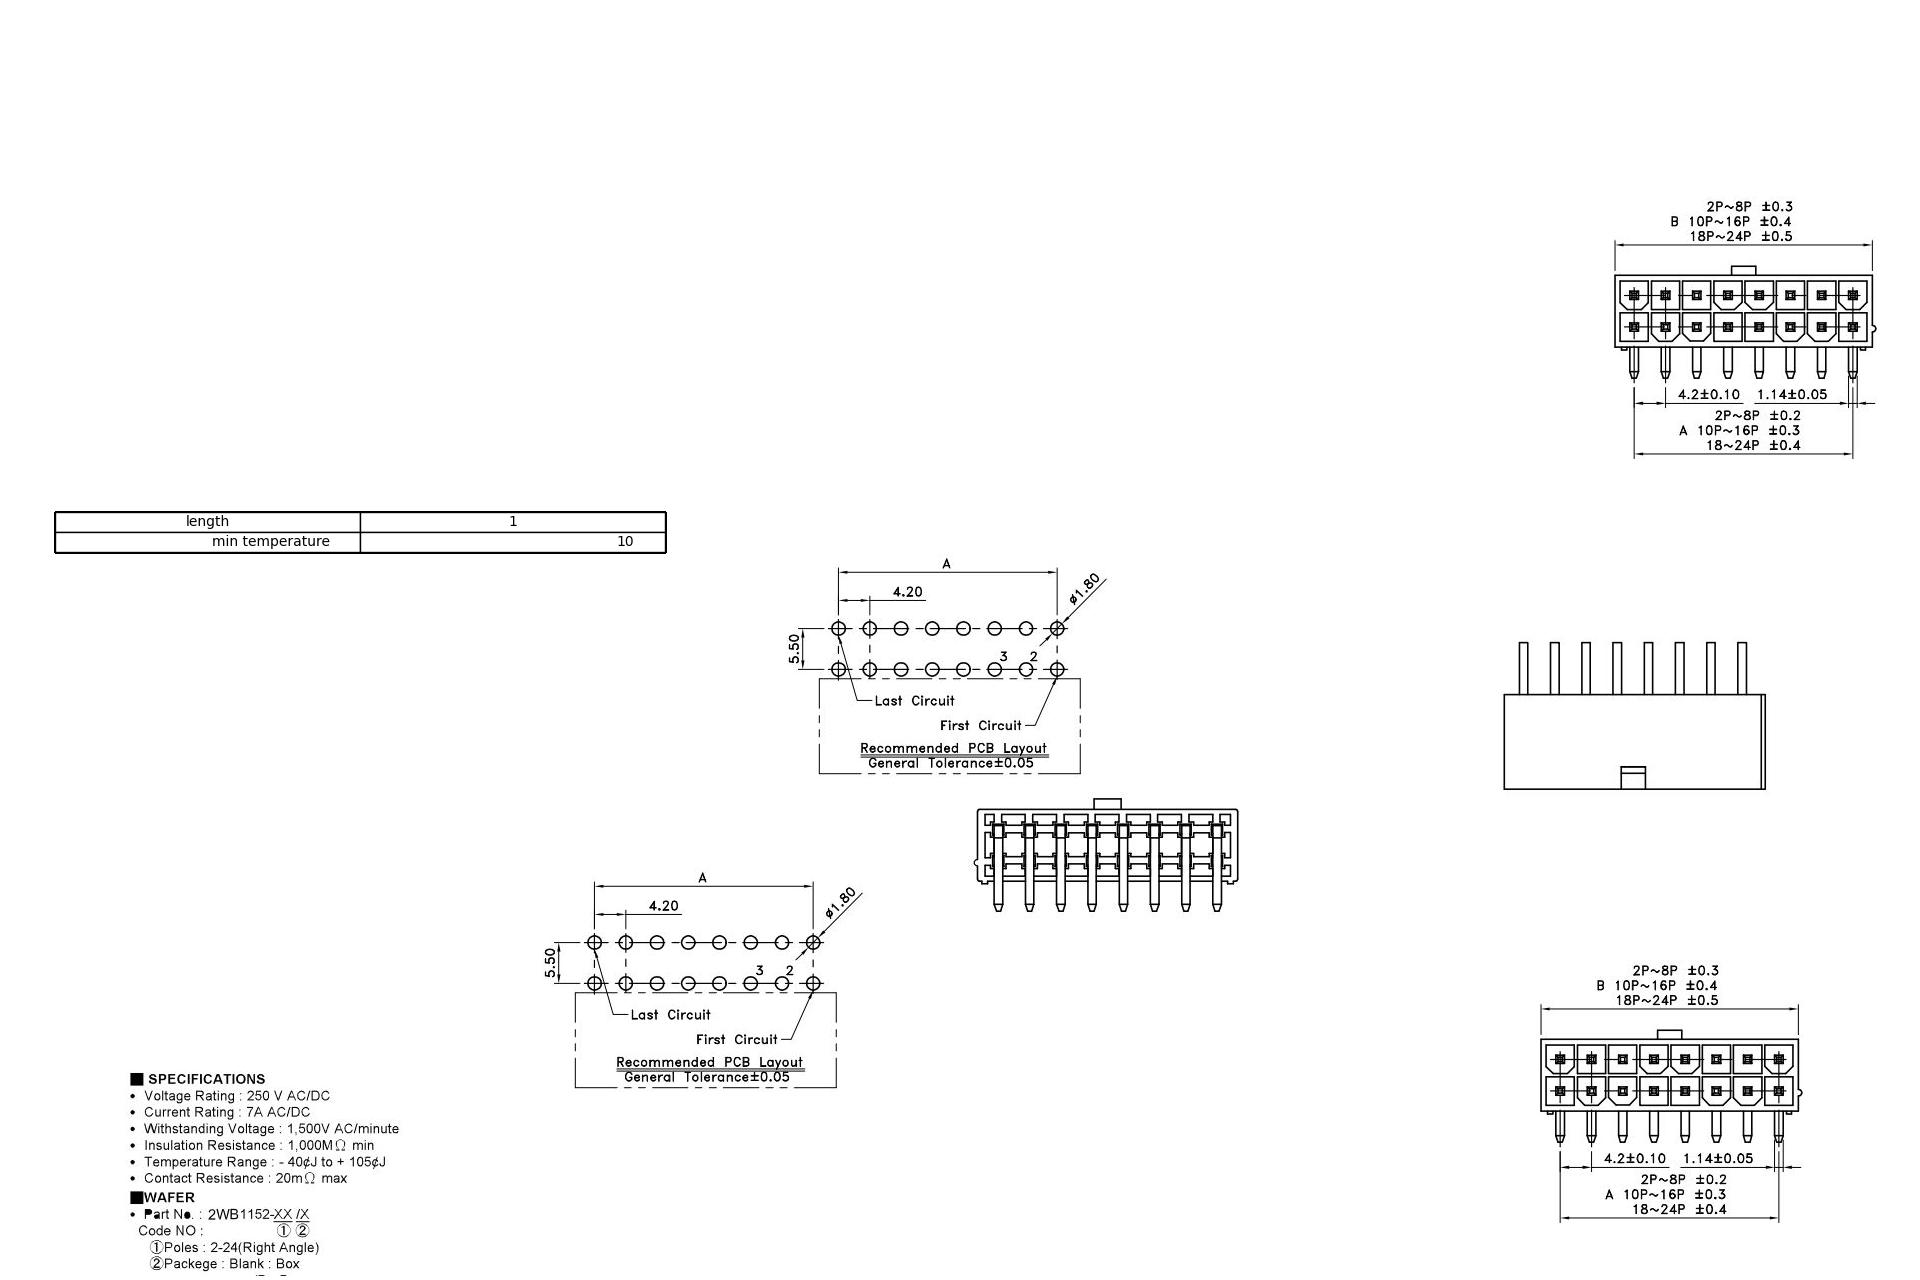 2P~8P ±0.3
B 10P~16P ±0.4
18P~24P ±0.5
4.2±0.10 1.14±0.05
2P~8P ±0.2
A 10P~16P ±0.3
18~24P ±0.4
length 1
min temperature 10
A
4.20
ø1.80
5.50
3 2
Last Circuit
First Circuit
Recommended PCB Layout
General Tolerance±0.05
A
4.20
ø1.80
5.50
3 2
Last Circuit
First Circuit
Recommended PCB Layout
General Tolerance±0.05
2P~8P ±0.3
B 10P~16P ±0.4
18P~24P ±0.5
4.2±0.10 1.14±0.05
2P~8P ±0.2
A 10P~16P ±0.3
18~24P ±0.4
■ SPECIFICATIONS
• Voltage Rating : 250 V AC/DC
• Current Rating : 7A AC/DC
• Withstanding Voltage : 1,500V AC/minute
• Insulation Resistance : 1,000MΩ min
• Temperature Range : - 40¢J to + 105¢J
• Contact Resistance : 20mΩ max
■WAFER
• Part No. : 2WB1152-XX /X
Code NO : ① ②
①Poles : 2-24(Right Angle)
②Packege : Blank : Box